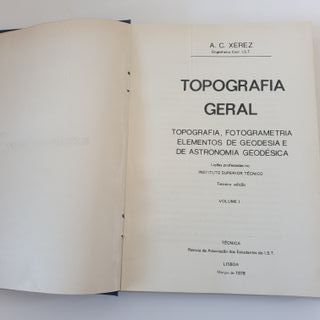 A. C. XEREZ
Engenheiro Civil I.S.T.
TOPOGRAFIA
GERAL
TOPOGRAFIA, FOTOGRAMETRIA
ELEMENTOS DE GEODESIA E
DE ASTRONOMIA GEODÉSICA
Lições professadas no
INSTITUTO SUPERIOR TÉCNICO
Terceira edição
VOLUME I
TÉCNICA
Revista da Associação dos Estudantes do I.S.T.
LISBOA
Março de 1978